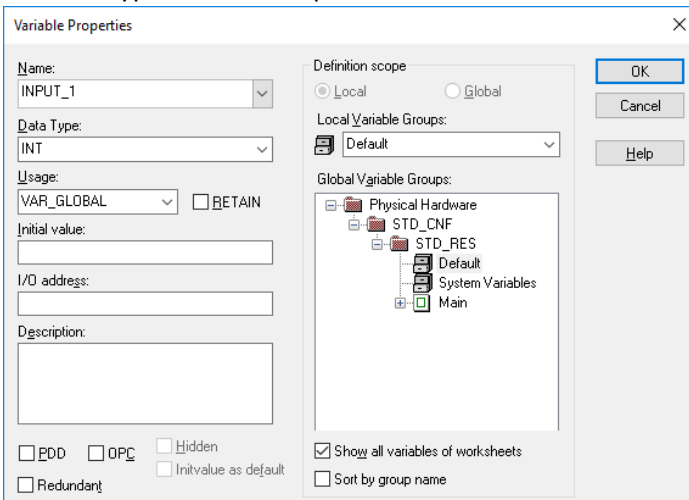 Variable Properties
Name:
INPUT_1
Data Type:
INT
Usage:
VAR_GLOBAL
RETAIN
Initial value:
I/O address:
Description:
PDD
OPC
Hidden
Initvalue as default
Redundant
Definition scope
Local
Global
Local Variable Groups:
Default
Global Variable Groups:
Physical Hardware
STD_CNF
STD_RES
Default
System Variables
Main
Show all variables of worksheets
Sort by group name
OK
Cancel
Help